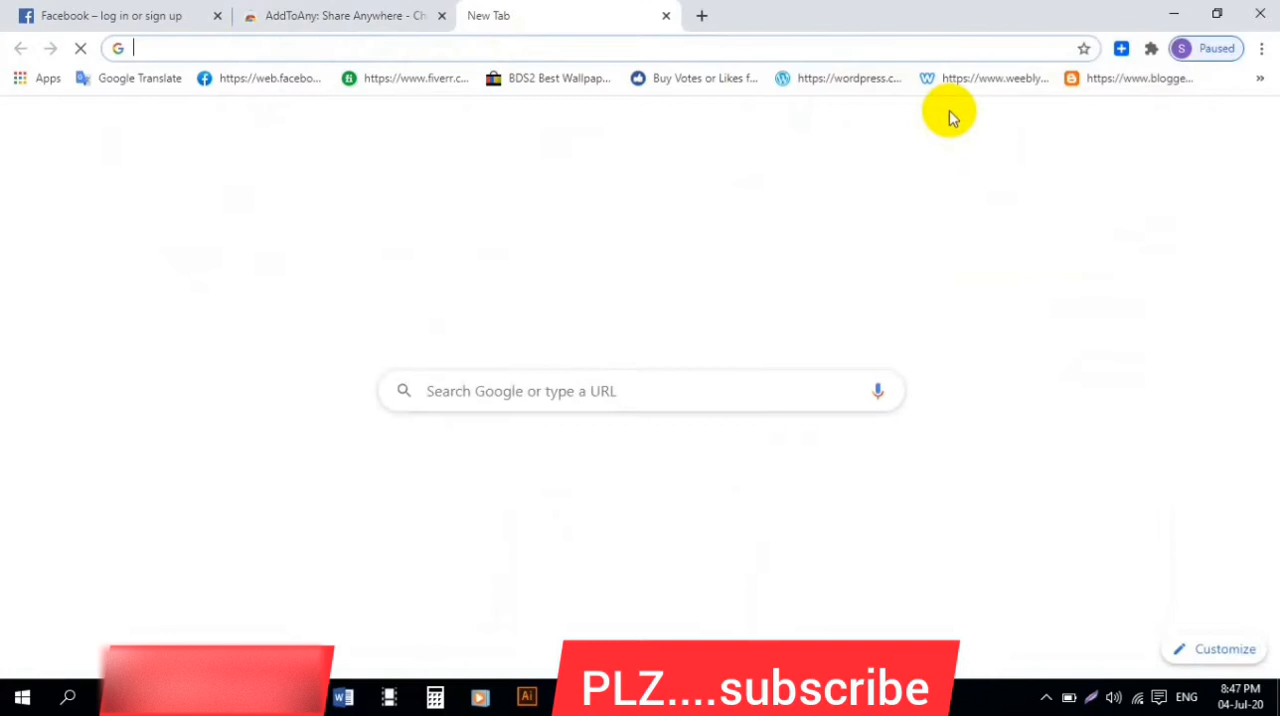 Facebook – log in or sign up
AddToAny: Share Anywhere - Ch
New Tab
S Paused
Apps
Google Translate
https://web.facebo...
https://www.fiverr.c...
BDS2 Best Wallpap...
Buy Votes or Likes f...
https://wordpress.c...
https://www.weebly...
https://www.blogge...
»
Search Google or type a URL
Customize
PLZ....subscribe
Ai
ENG
8:47 PM
04-Jul-20